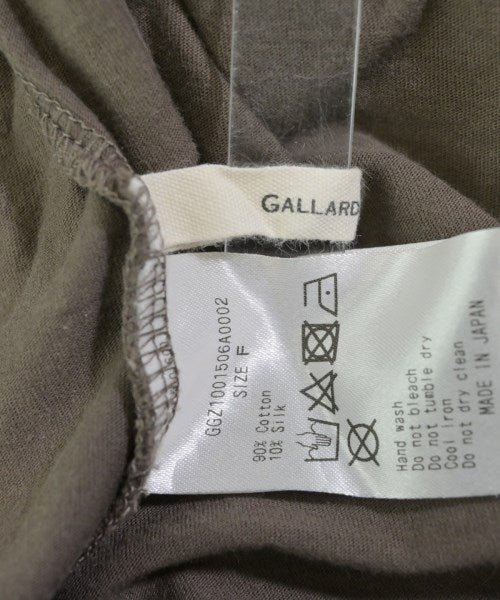 GALLARD
GGZ1001506A0002
SIZE F
90% Cotton
10% Silk
Hand wash
Do not bleach
Do not tumble dry
Cool iron
Do not dry clean
MADE IN JAPAN